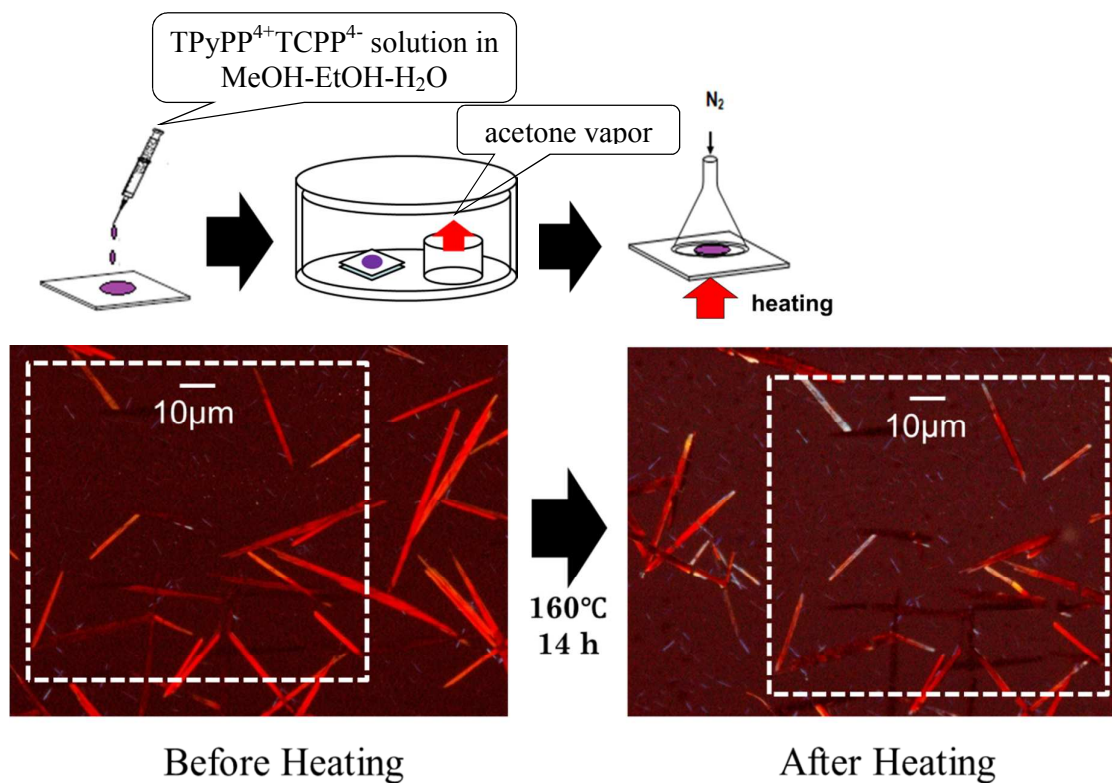 TPyPP⁴⁺TCPP⁴⁻ solution in
MeOH-EtOH-H₂O
acetone vapor
N₂
heating
10μm
10μm
160℃
14 h
Before Heating
After Heating